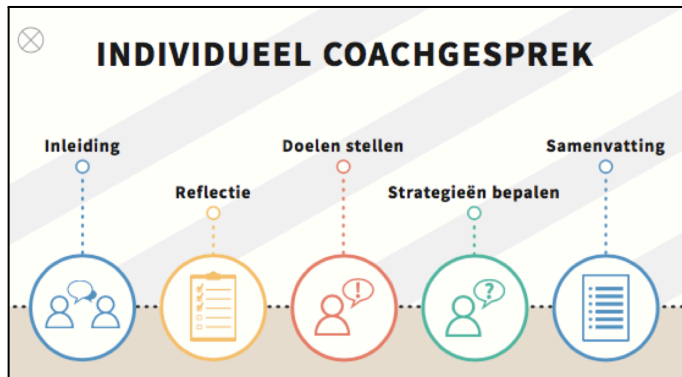 INDIVIDUEEL COACHGESPREK
Inleiding
Reflectie
Doelen stellen
Strategieën bepalen
Samenvatting
!
?